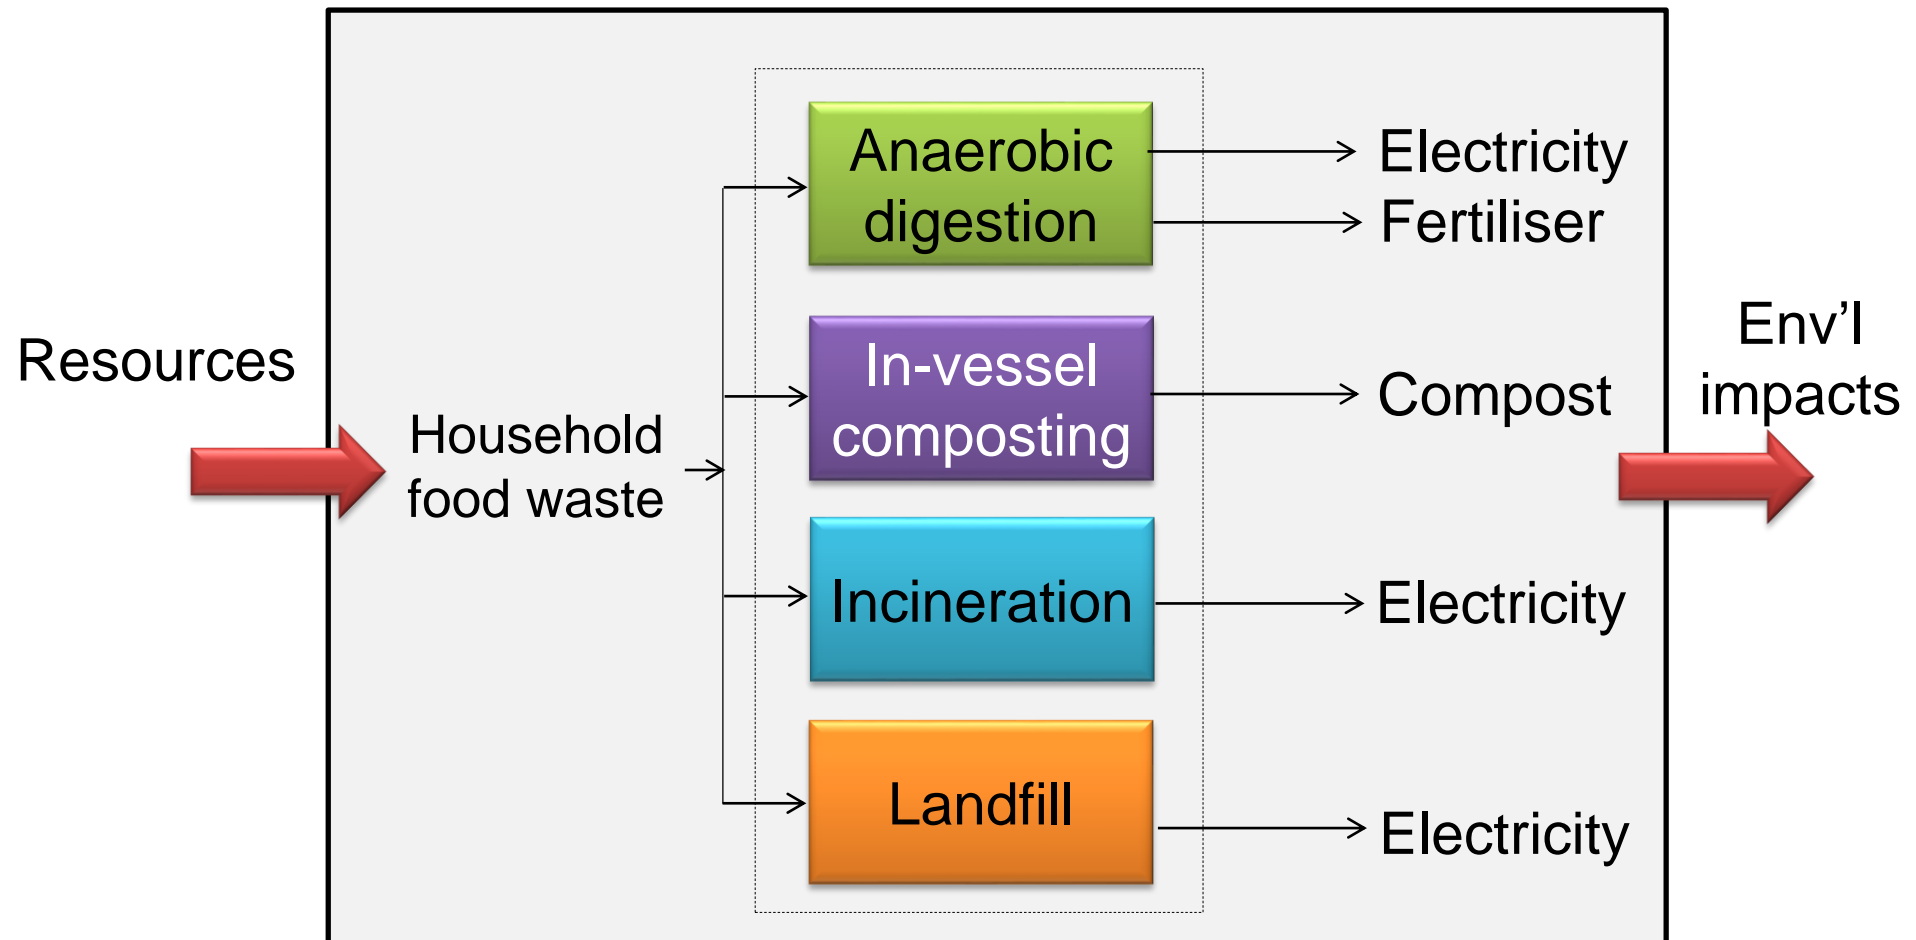 Resources
Household
food waste
Anaerobic
digestion
In-vessel
composting
Incineration
Landfill
Electricity
Fertiliser
Compost
Electricity
Electricity
Env’l
impacts